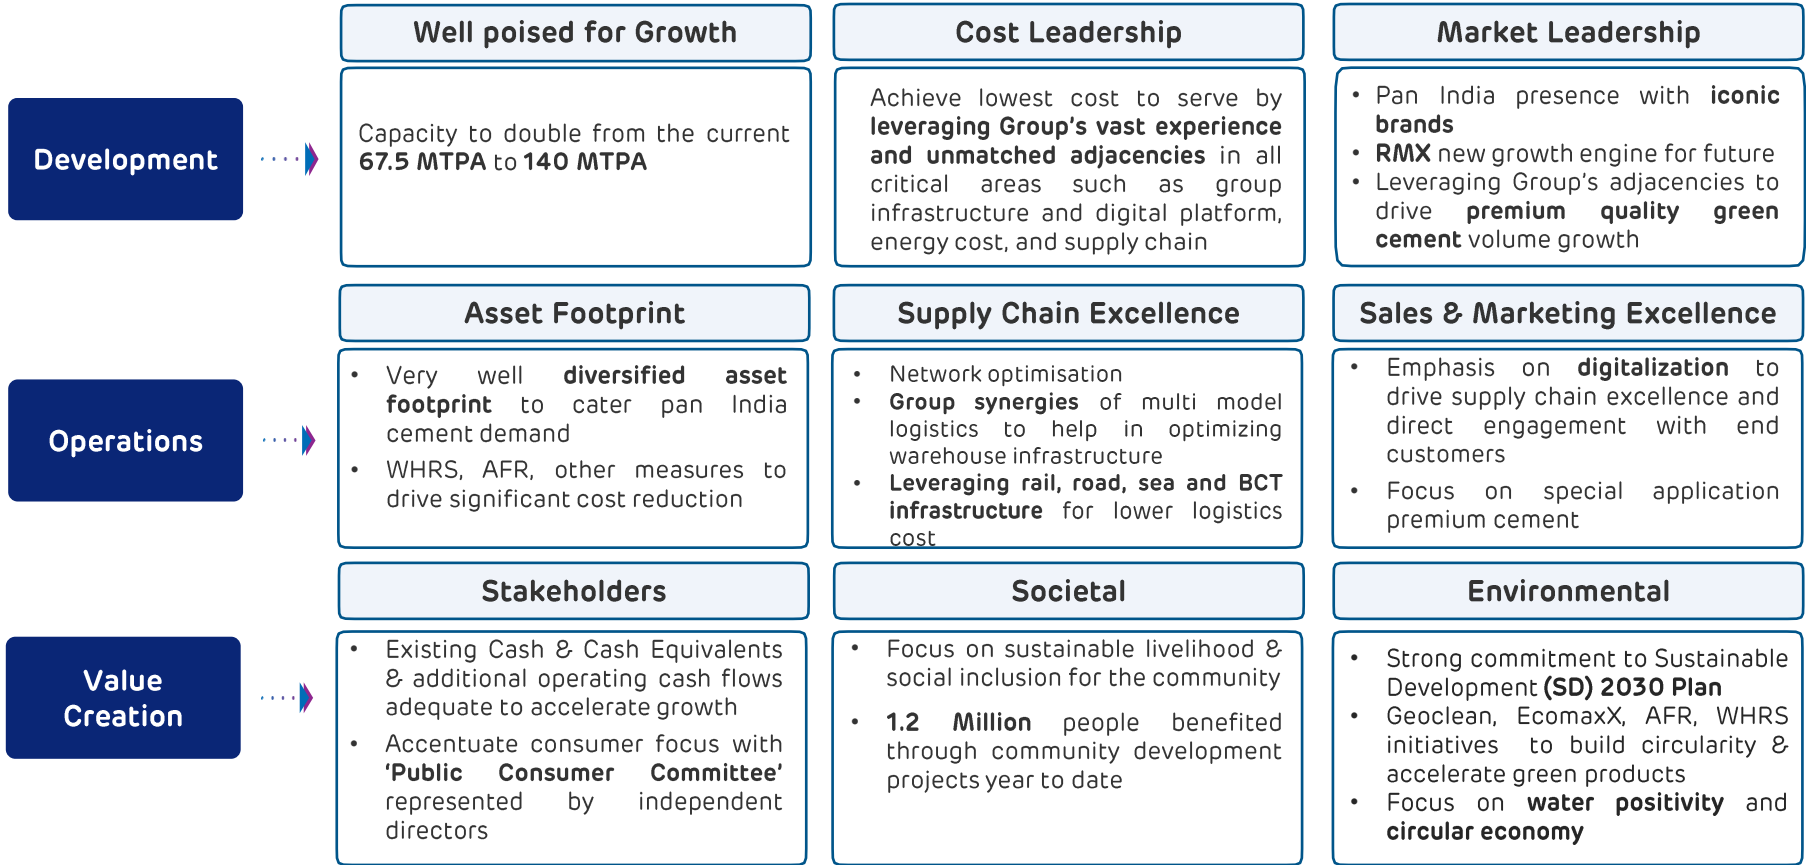 Well poised for Growth
Cost Leadership
Market Leadership
Development
Capacity to double from the current
67.5 MTPA to 140 MTPA
Achieve lowest cost to serve by
leveraging Group's vast experience
and unmatched adjacencies in all
critical areas such as group
infrastructure and digital platform,
energy cost, and supply chain
• Pan India presence with iconic
brands
• RMX new growth engine for future
• Leveraging Group's adjacencies to
drive premium quality green
cement volume growth
Asset Footprint
Supply Chain Excellence
Sales & Marketing Excellence
Operations
• Very well diversified asset
footprint to cater pan India
cement demand
• WHRS, AFR, other measures to
drive significant cost reduction
• Network optimisation
• Group synergies of multi model
logistics to help in optimizing
warehouse infrastructure
• Leveraging rail, road, sea and BCT
infrastructure for lower logistics
cost
• Emphasis on digitalization to
drive supply chain excellence and
direct engagement with end
customers
• Focus on special application
premium cement
Stakeholders
Societal
Environmental
Value
Creation
• Existing Cash & Cash Equivalents
& additional operating cash flows
adequate to accelerate growth
• Accentuate consumer focus with
‘Public Consumer Committee’
represented by independent
directors
• Focus on sustainable livelihood &
social inclusion for the community
• 1.2 Million people benefited
through community development
projects year to date
• Strong commitment to Sustainable
Development (SD) 2030 Plan
• Geoclean, EcomaxX, AFR, WHRS
initiatives to build circularity &
accelerate green products
• Focus on water positivity and
circular economy